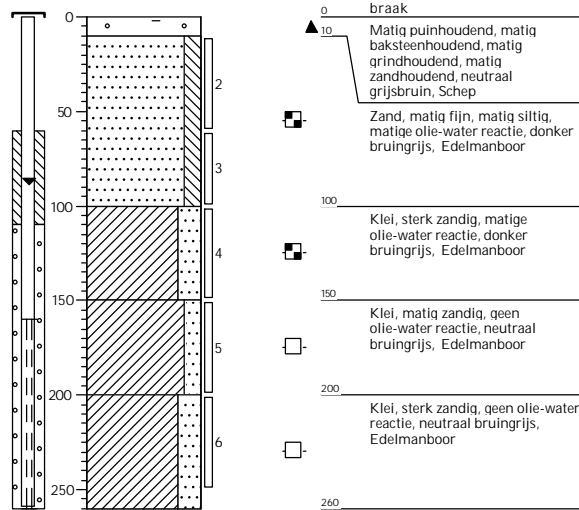 0
50
100
150
200
250
2
3
4
5
6
0
braak
10
Matig puinhoudend, matig
baksteenhoudend, matig
grindhoudend, matig
zandhoudend, neutraal
grijsbruin, Schep
Zand, matig fijn, matig siltig,
matige olie-water reactie, donker
bruingrijs, Edelmanboor
100
Klei, sterk zandig, matige
olie-water reactie, donker
bruingrijs, Edelmanboor
150
Klei, matig zandig, geen
olie-water reactie, neutraal
bruingrijs, Edelmanboor
200
Klei, sterk zandig, geen olie-water
reactie, neutraal bruingrijs,
Edelmanboor
260